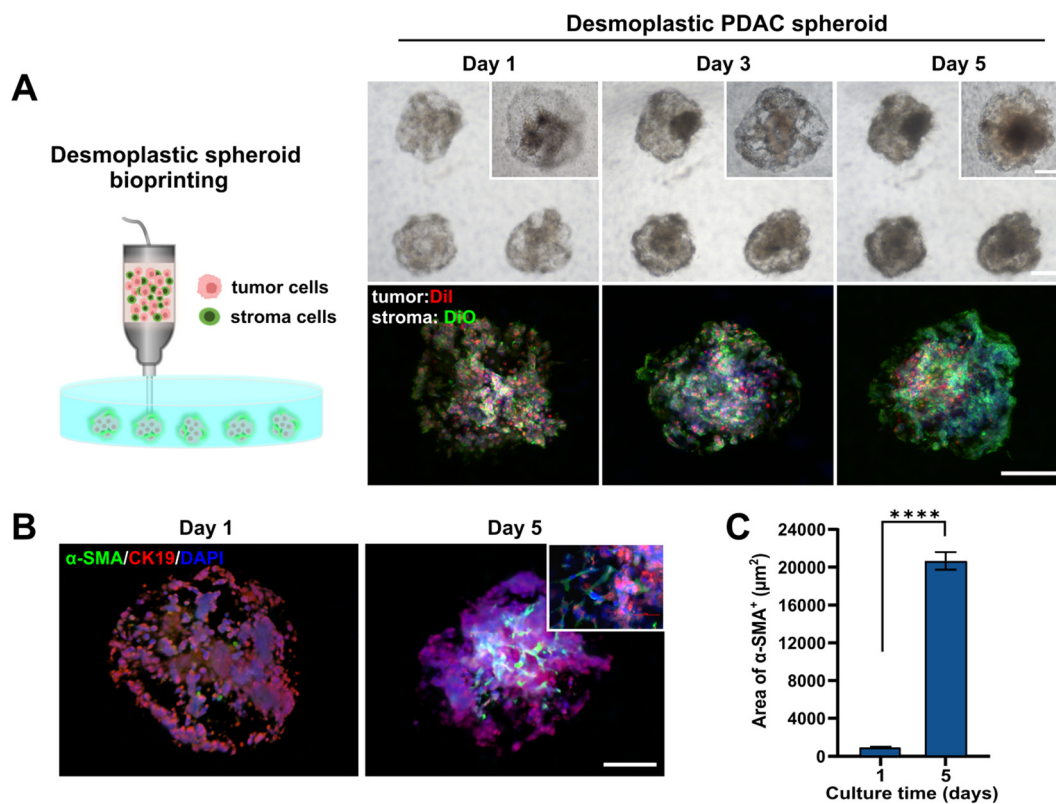 Desmoplastic PDAC spheroid
Day 1
Day 3
Day 5
A
Desmoplastic spheroid
bioprinting
tumor cells
stroma cells
tumor:DiI
stroma: DiO
B
Day 1
Day 5
α-SMA/CK19/DAPI
C
****
24000
20000
16000
12000
8000
4000
0
Area of α-SMA⁺ (μm²)
1
5
Culture time (days)